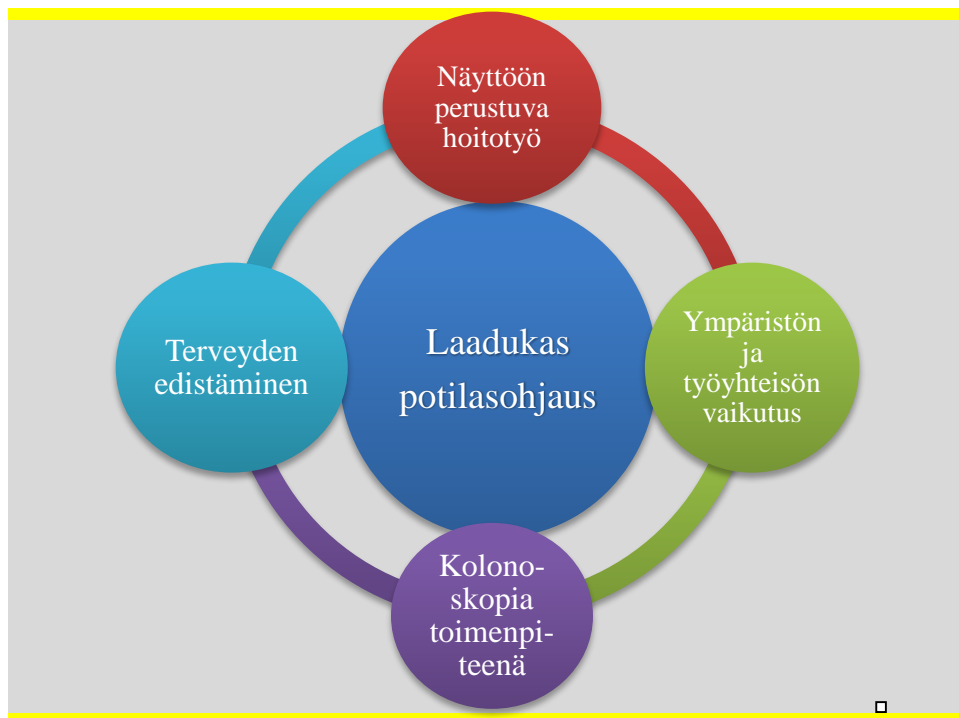 Näyttöön
perustuva
hoitotyö
Terveyden
edistäminen
Laadukas
potilasohjaus
Ympäristön
ja
työyhteisön
vaikutus
Kolono-
skopia
toimenpi-
teenä